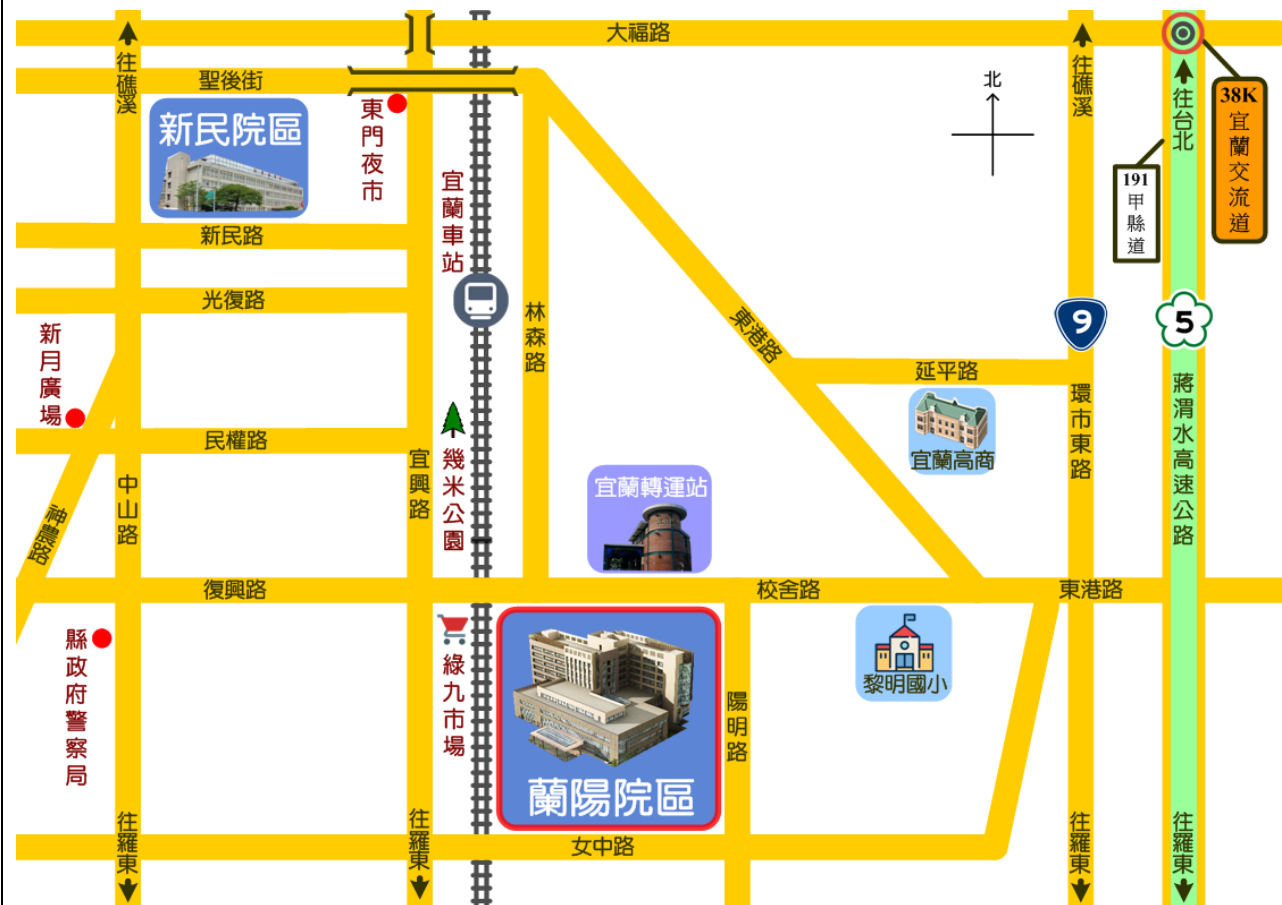 大福路
往礁溪
聖後街
新民院區
東門夜市
宜蘭車站
北
往礁溪
往台北
38K
宜蘭交流道
191
甲縣道
新民路
光復路
林森路
東港路
9
5
新月廣場
延平路
宜蘭高商
環市東路
蔣渭水高速公路
民權路
宜興路
幾米公園
宜蘭轉運站
中山路
神農路
復興路
校舍路
東港路
縣政府警察局
綠九市場
蘭陽院區
陽明路
黎明國小
女中路
往羅東
往羅東
往羅東
往羅東